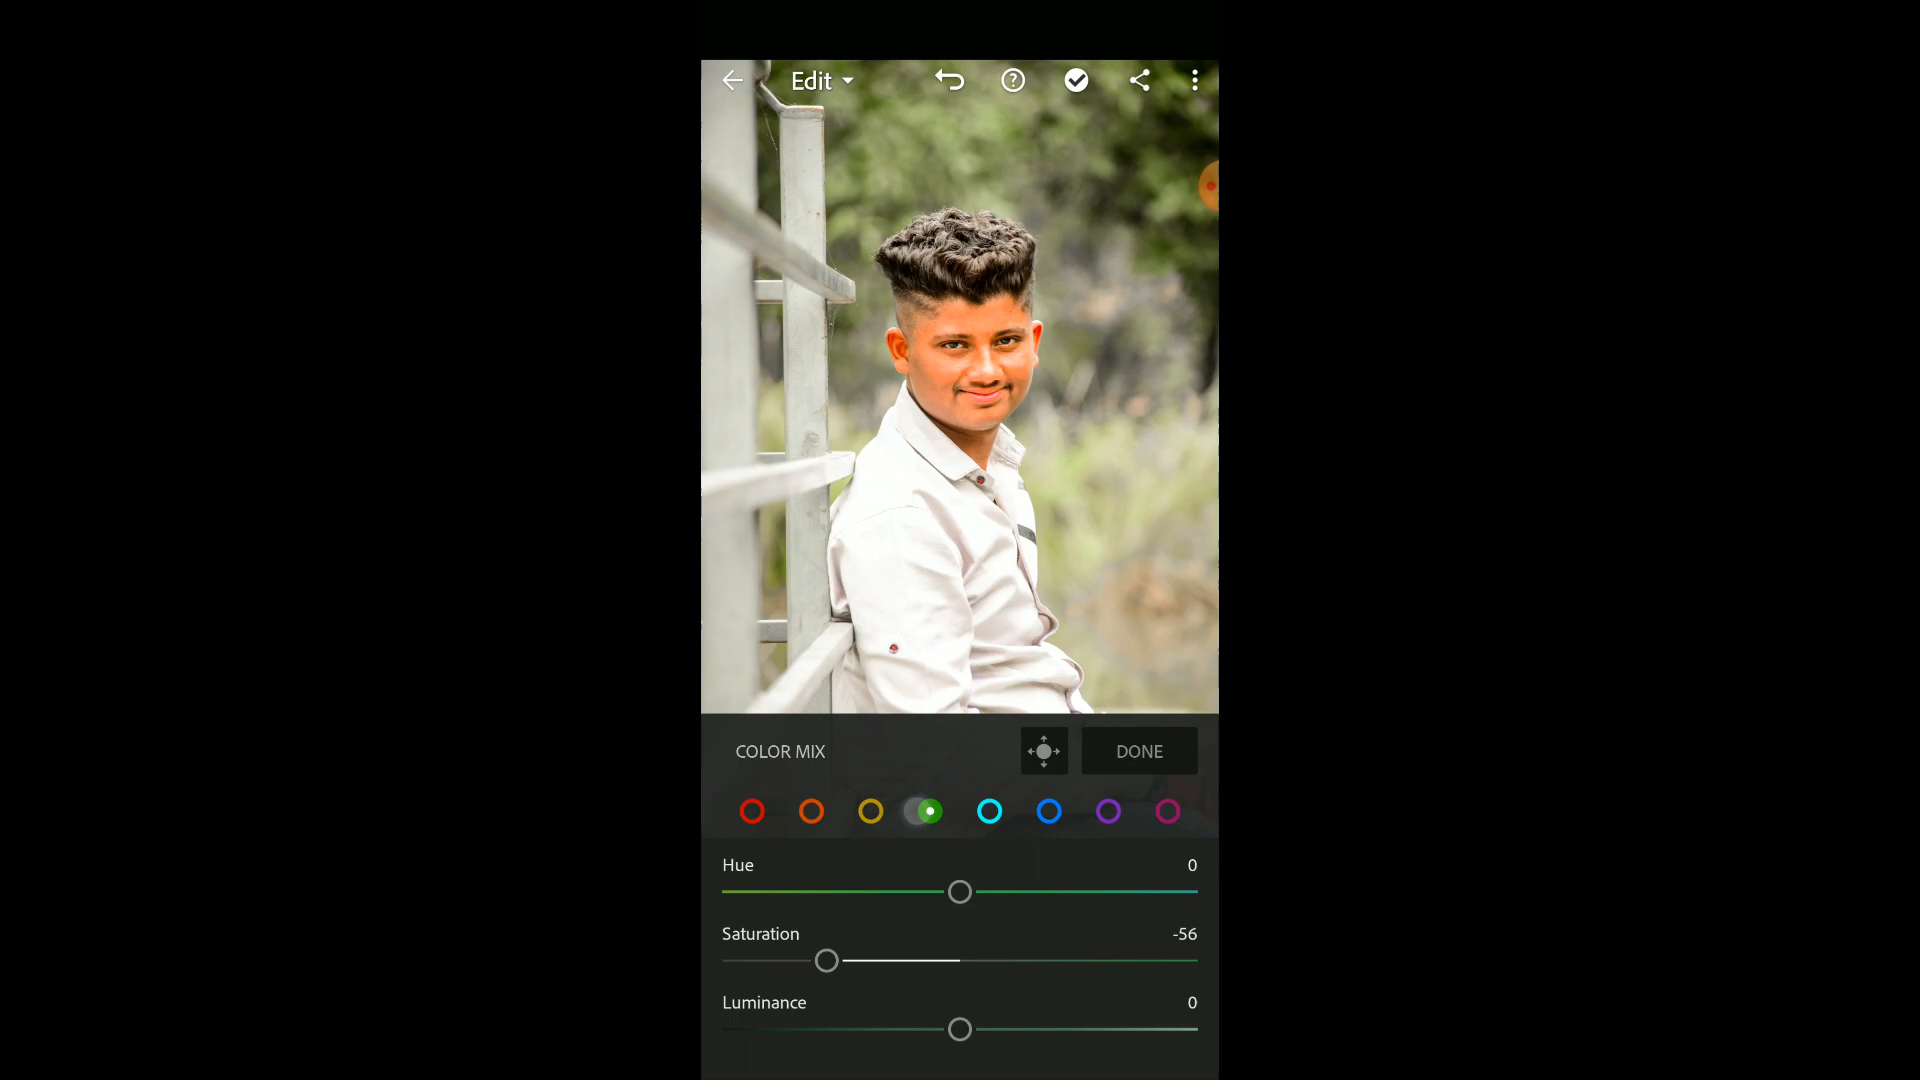 Edit
COLOR MIX
DONE
Hue 0
Saturation -56
Luminance 0